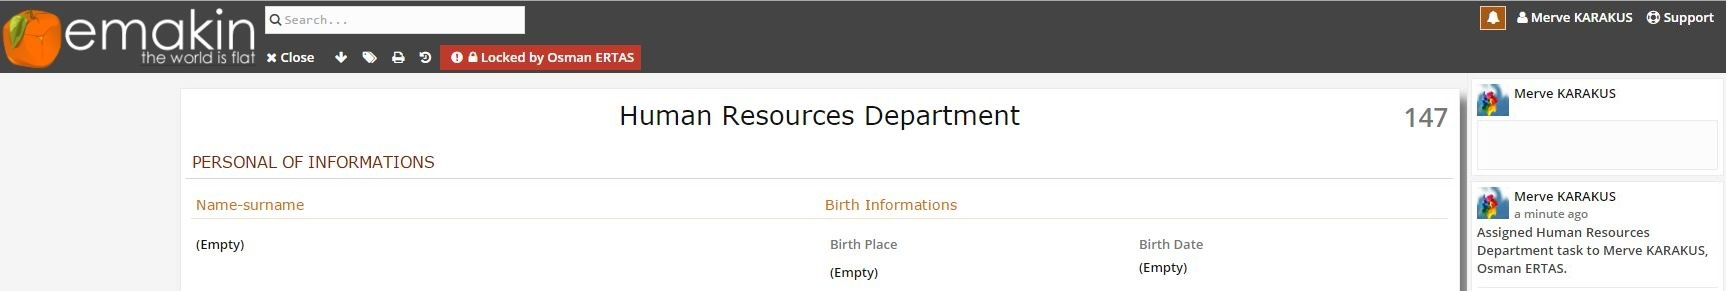 emakin
the world is flat
Search...
Merve KARAKUS
Support
Close
Locked by Osman ERTAS
Human Resources Department
147
PERSONAL OF INFORMATIONS
Name-surname
Birth Informations
(Empty)
Birth Place
Birth Date
(Empty)
(Empty)
Merve KARAKUS
Merve KARAKUS
a minute ago
Assigned Human Resources
Department task to Merve KARAKUS,
Osman ERTAS.